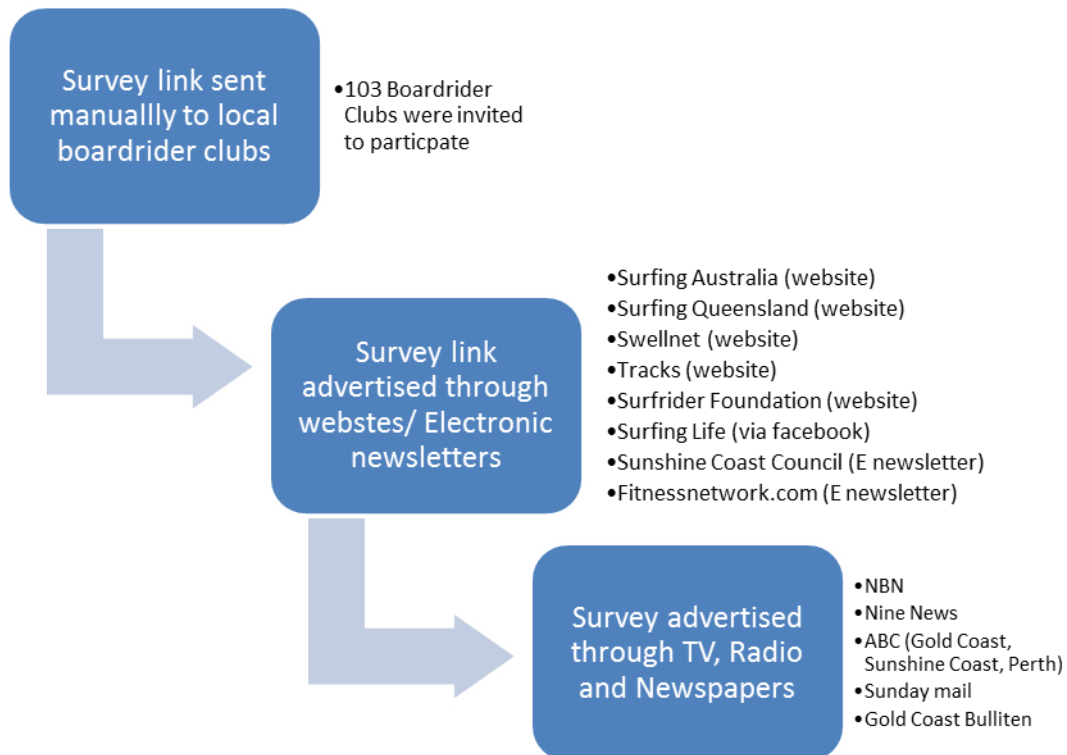 Survey link sent
manuallly to local
boardrider clubs
•103 Boardrider
Clubs were invited
to particpate
Survey link
advertised through
webstes/ Electronic
newsletters
•Surfing Australia (website)
•Surfing Queensland (website)
•Swellnet (website)
•Tracks (website)
•Surfrider Foundation (website)
•Surfing Life (via facebook)
•Sunshine Coast Council (E newsletter)
•Fitnessnetwork.com (E newsletter)
Survey advertised
through TV, Radio
and Newspapers
•NBN
•Nine News
•ABC (Gold Coast,
Sunshine Coast, Perth)
•Sunday mail
•Gold Coast Bulliten